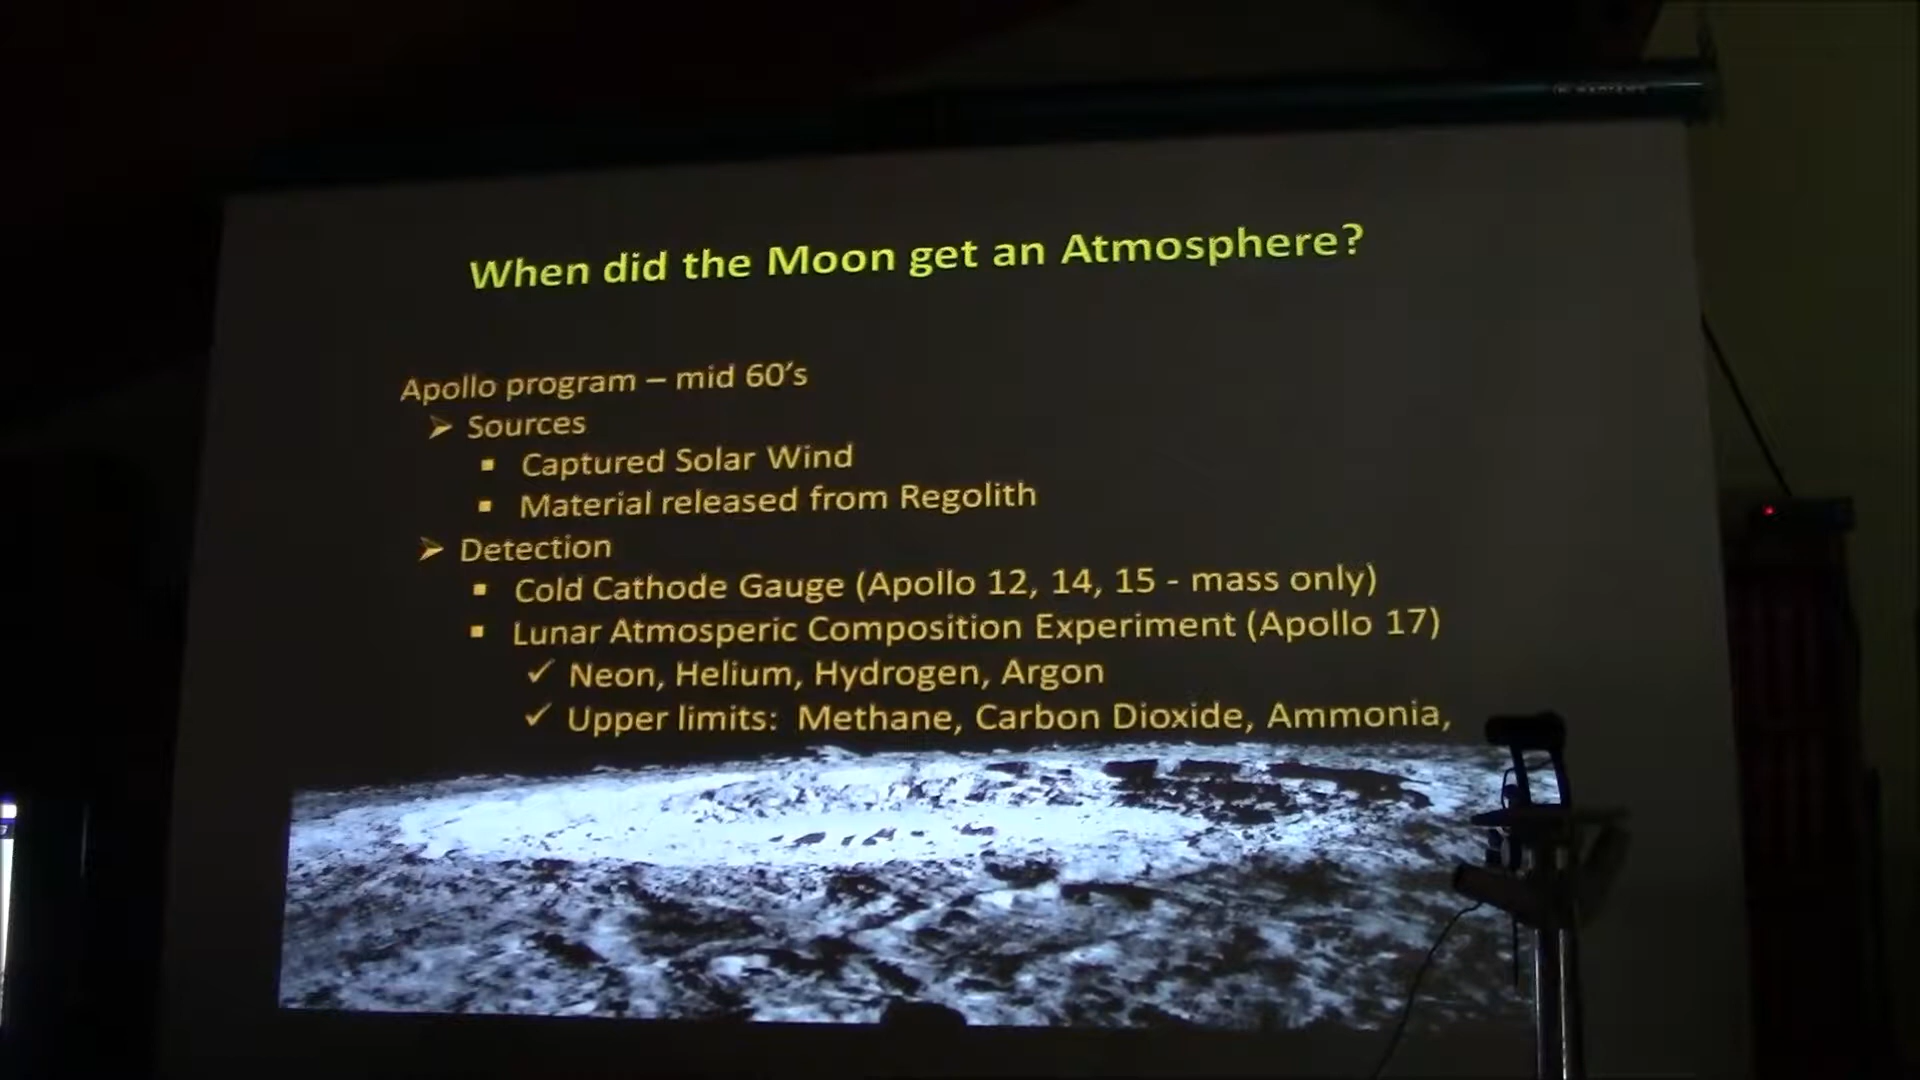 When did the Moon get an Atmosphere?
Apollo program – mid 60's
➢ Sources
▪ Captured Solar Wind
▪ Material released from Regolith
➢ Detection
▪ Cold Cathode Gauge (Apollo 12, 14, 15 - mass only)
▪ Lunar Atmosperic Composition Experiment (Apollo 17)
✓ Neon, Helium, Hydrogen, Argon
✓ Upper limits: Methane, Carbon Dioxide, Ammonia,